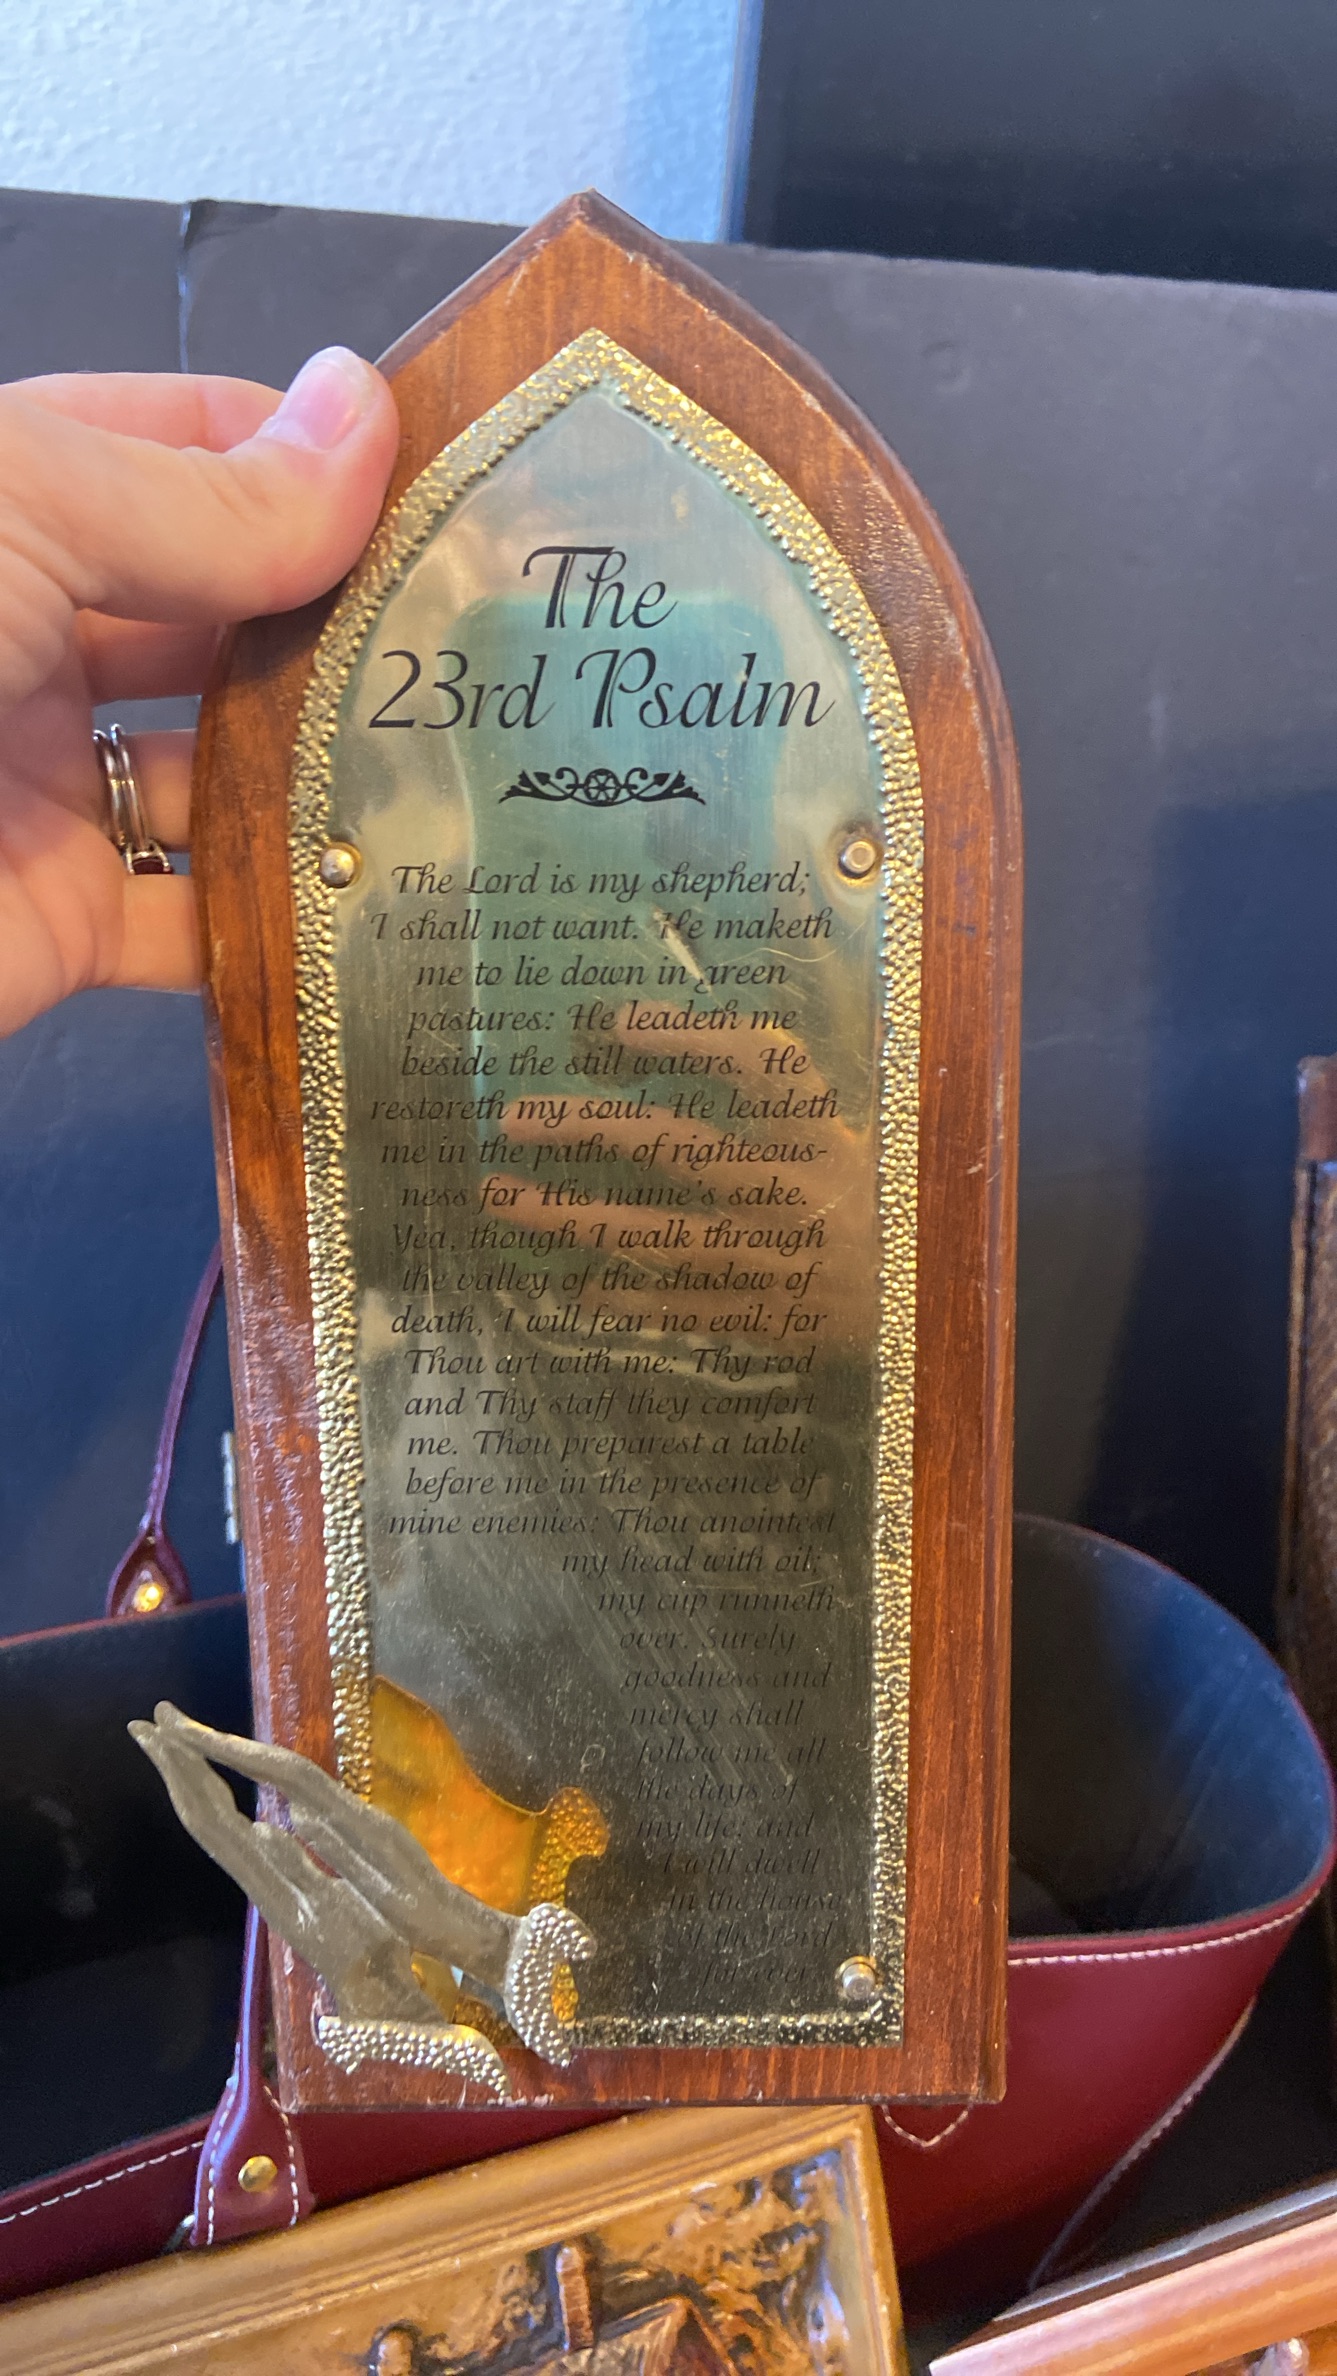 The
23rd Psalm
The Lord is my shepherd;
I shall not want. He maketh
me to lie down in green
pastures: He leadeth me
beside the still waters. He
restoreth my soul: He leadeth
me in the paths of righteous-
ness for His name's sake.
Yea, though I walk through
the valley of the shadow of
death, I will fear no evil: for
Thou art with me: Thy rod
and Thy staff they comfort
me. Thou preparest a table
before me in the presence of
mine enemies: Thou anointest
my head with oil;
my cup runneth
over. Surely
goodness and
mercy shall
follow me all
the days of
my life: and
I will dwell
in the house
of the Lord
for ever.